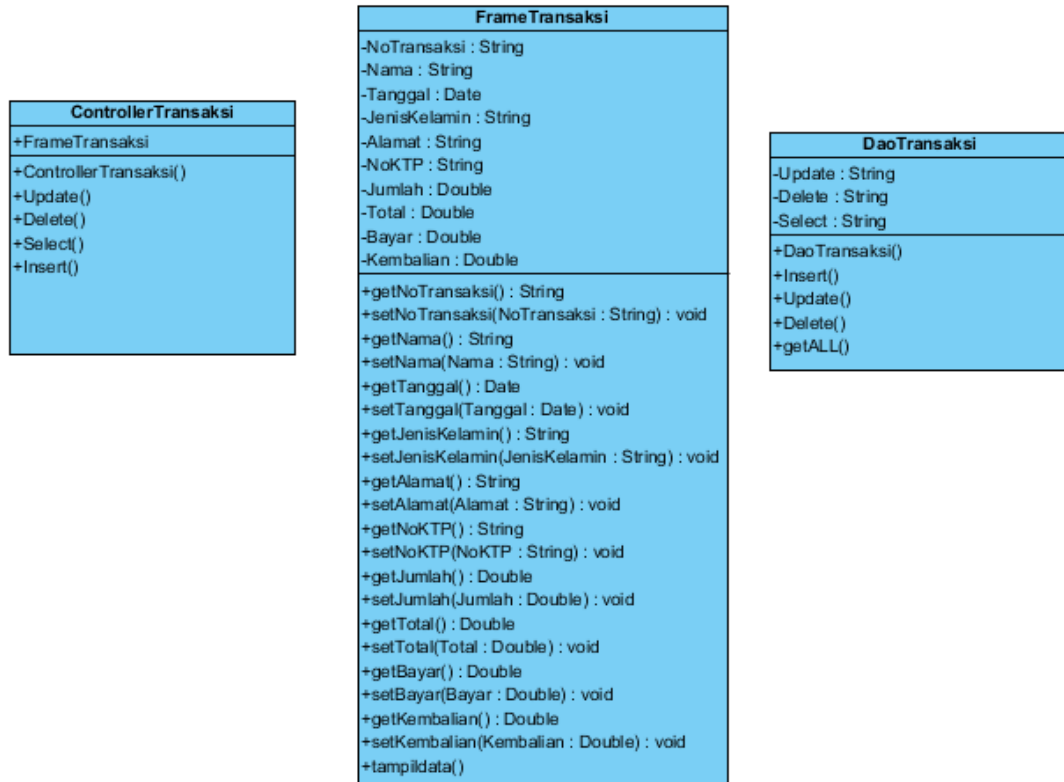 ControllerTransaksi
+FrameTransaksi
+ControllerTransaksi()
+Update()
+Delete()
+Select()
+Insert()
FrameTransaksi
-NoTransaksi : String
-Nama : String
-Tanggal : Date
-JenisKelamin : String
-Alamat : String
-NoKTP : String
-Jumlah : Double
-Total : Double
-Bayar : Double
-Kembalian : Double
+getNoTransaksi() : String
+setNoTransaksi(NoTransaksi : String) : void
+getNama() : String
+setNama(Nama : String) : void
+getTanggal() : Date
+setTanggal(Tanggal : Date) : void
+getJenisKelamin() : String
+setJenisKelamin(JenisKelamin : String) : void
+getAlamat() : String
+setAlamat(Alamat : String) : void
+getNoKTP() : String
+setNoKTP(NoKTP : String) : void
+getJumlah() : Double
+setJumlah(Jumlah : Double) : void
+getTotal() : Double
+setTotal(Total : Double) : void
+getBayar() : Double
+setBayar(Bayar : Double) : void
+getKembalian() : Double
+setKembalian(Kembalian : Double) : void
+tampildata()
DaoTransaksi
-Update : String
-Delete : String
-Select : String
+DaoTransaksi()
+Insert()
+Update()
+Delete()
+getALL()